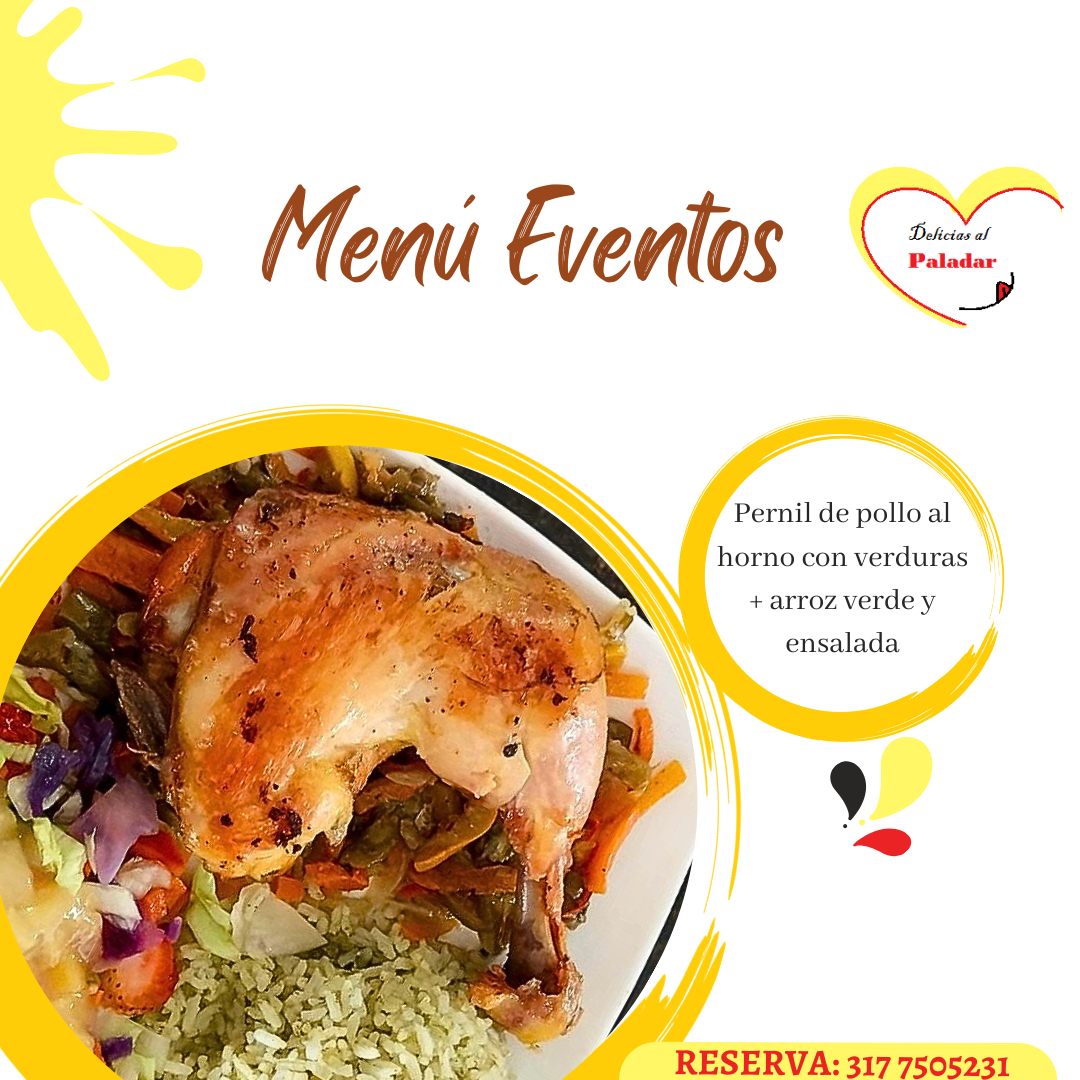 Menú Eventos
Delicias al
Paladar
Pernil de pollo al
horno con verduras
+ arroz verde y
ensalada
RESERVA: 317 7505231